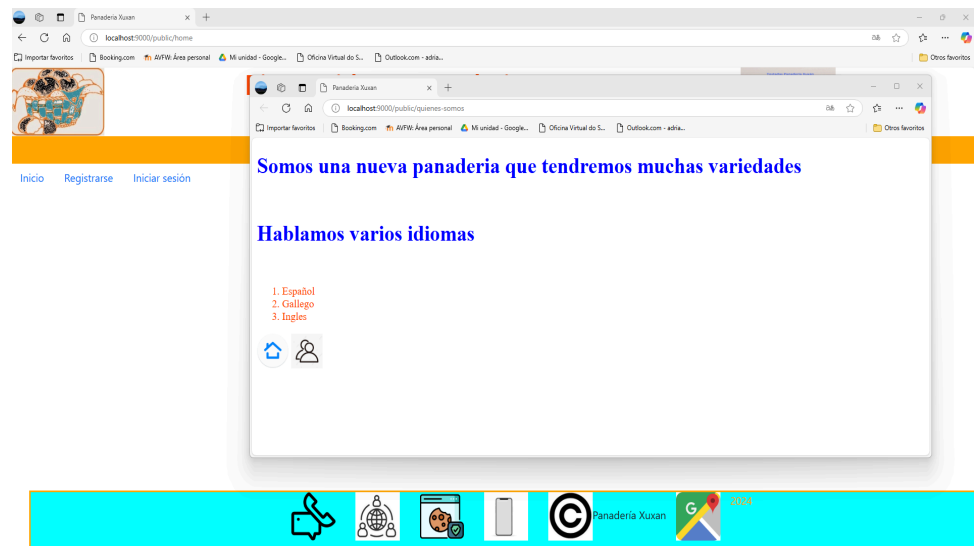 Panadería Xuxan
localhost:9000/public/home
Importar favoritos Booking.com AVFW: Área personal Mi unidad - Google... Oficina Virtual do S... Outlook.com - adria... Otros favoritos
Panadería Xuxan
localhost:9000/public/quienes-somos
Importar favoritos Booking.com AVFW: Área personal Mi unidad - Google... Oficina Virtual do S... Outlook.com - adria... Otros favoritos
Inicio Registrarse Iniciar sesión
Somos una nueva panaderia que tendremos muchas variedades
Hablamos varios idiomas
1. Español
2. Gallego
3. Ingles
Panadería Xuxan G 2024